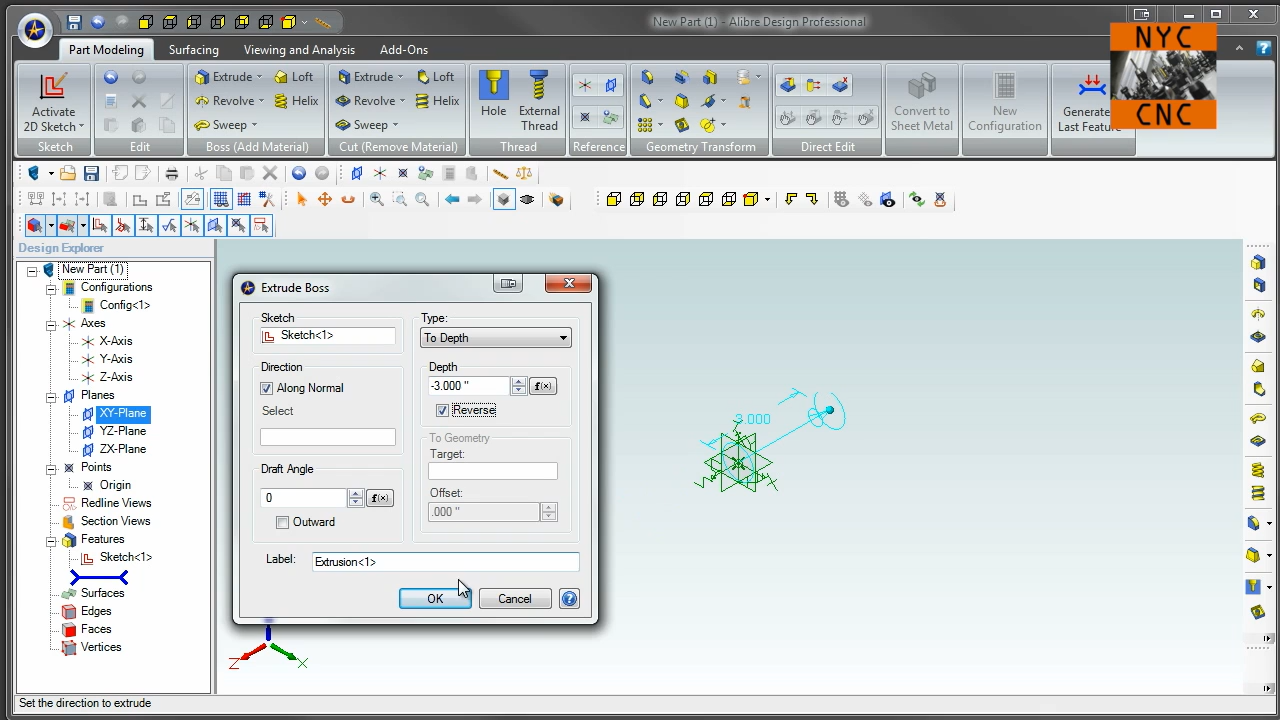 New Part (1) - Alibre Design Professional
NYC
CNC
Part Modeling
Surfacing
Viewing and Analysis
Add-Ons
Activate
2D Sketch
Sketch
Edit
Extrude
Loft
Revolve
Helix
Sweep
Boss (Add Material)
Extrude
Loft
Revolve
Helix
Sweep
Cut (Remove Material)
Hole
External
Thread
Thread
Reference
Geometry Transform
Direct Edit
Convert to
Sheet Metal
New
Configuration
Generate
Last Feature
Design Explorer
New Part (1)
Configurations
Config<1>
Axes
X-Axis
Y-Axis
Z-Axis
Planes
XY-Plane
YZ-Plane
ZX-Plane
Points
Origin
Redline Views
Section Views
Features
Sketch<1>
Surfaces
Edges
Faces
Vertices
Extrude Boss
Sketch
Sketch<1>
Direction
Along Normal
Select
Draft Angle
0
f(x)
Outward
Type:
To Depth
Depth
-3.000 "
f(x)
Reverse
To Geometry
Target:
Offset:
.000 "
Label:
Extrusion<1>
OK
Cancel
3.000
X
Z
X
Set the direction to extrude